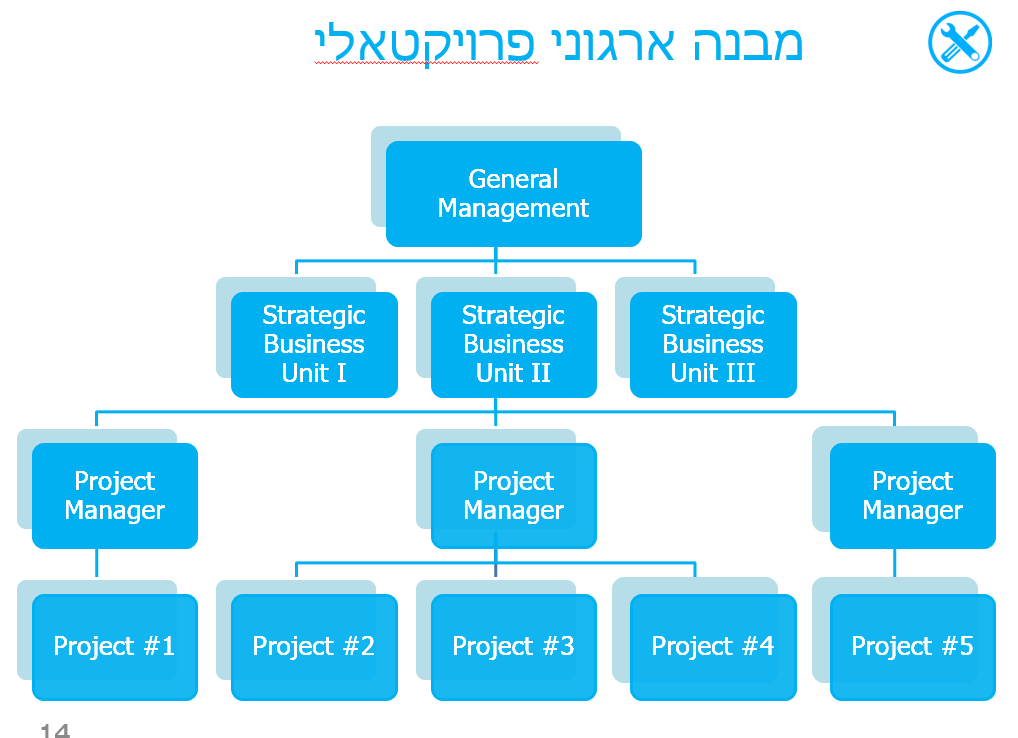 מבנה ארגוני פרויקטאלי
General
Management
Strategic
Business
Unit I
Strategic
Business
Unit II
Strategic
Business
Unit III
Project
Manager
Project
Manager
Project
Manager
Project #1
Project #2
Project #3
Project #4
Project #5
14